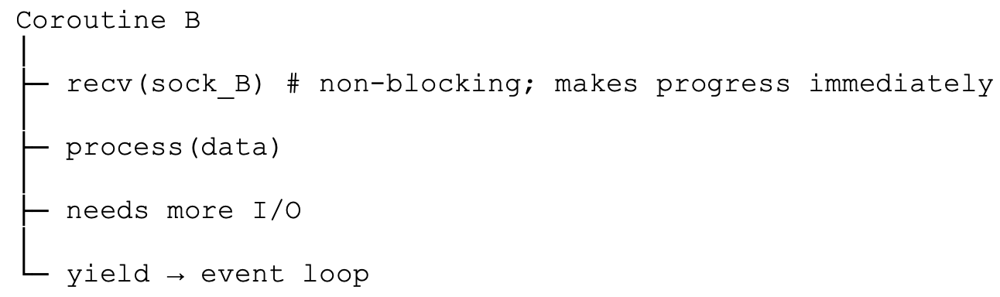 Coroutine B
├─ recv(sock_B) # non-blocking; makes progress immediately
├─ process(data)
├─ needs more I/O
└─ yield → event loop